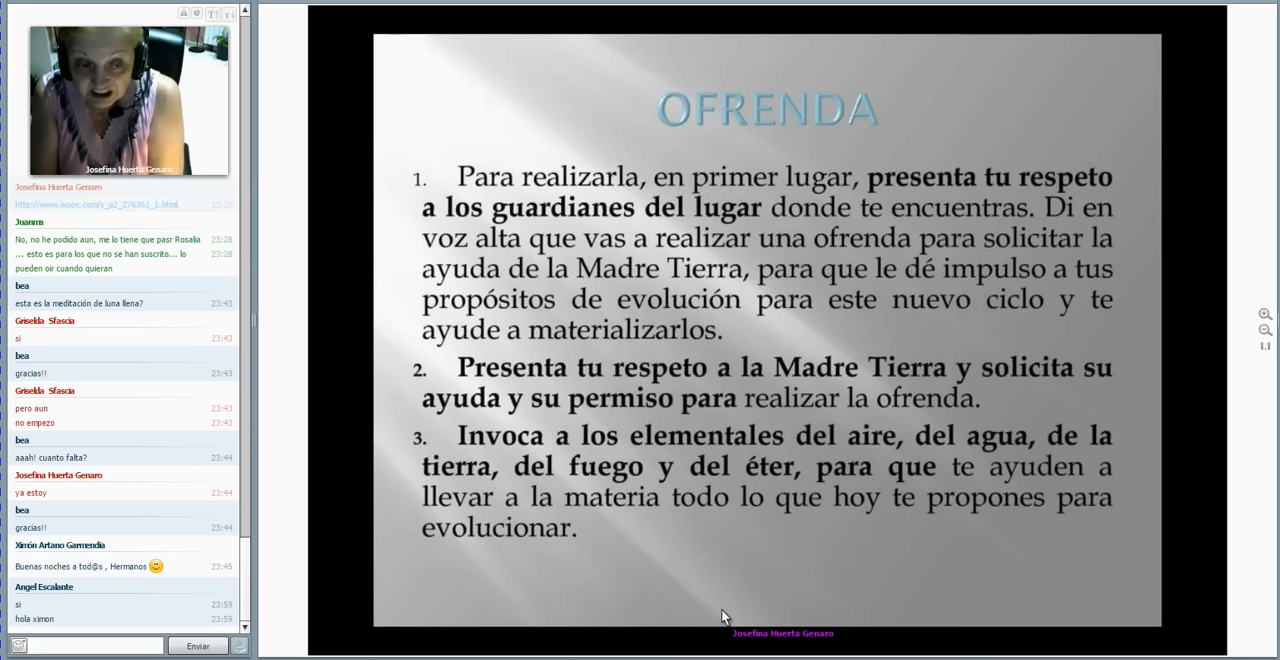 Josefina Huerta Genaro
Josefina Huerta Genaro
http://www.ivoox.com/s_p2_276361_1.html. 23:28
Juanma
No, no he podido aun, me lo tiene que pasr Rosalia 23:28
... esto es para los que no se han suscrito... lo 23:28
pueden oir cuando quieran
bea
esta es la meditación de luna llena? 23:43
Griselda Sfascia
si 23:43
bea
gracias!! 23:43
Griselda Sfascia
pero aun 23:43
no empezo 23:43
bea
aaah! cuanto falta? 23:44
Josefina Huerta Genaro
ya estoy 23:44
bea
gracias!! 23:44
Ximón Artano Garmendia
Buenas noches a tod@s , Hermanos 23:45
Angel Escalante
si 23:59
hola ximon 23:59
Enviar
OFRENDA
1. Para realizarla, en primer lugar, presenta tu respeto
a los guardianes del lugar donde te encuentras. Di en
voz alta que vas a realizar una ofrenda para solicitar la
ayuda de la Madre Tierra, para que le dé impulso a tus
propósitos de evolución para este nuevo ciclo y te
ayude a materializarlos.
2. Presenta tu respeto a la Madre Tierra y solicita su
ayuda y su permiso para realizar la ofrenda.
3. Invoca a los elementales del aire, del agua, de la
tierra, del fuego y del éter, para que te ayuden a
llevar a la materia todo lo que hoy te propones para
evolucionar.
Josefina Huerta Genaro
1.1